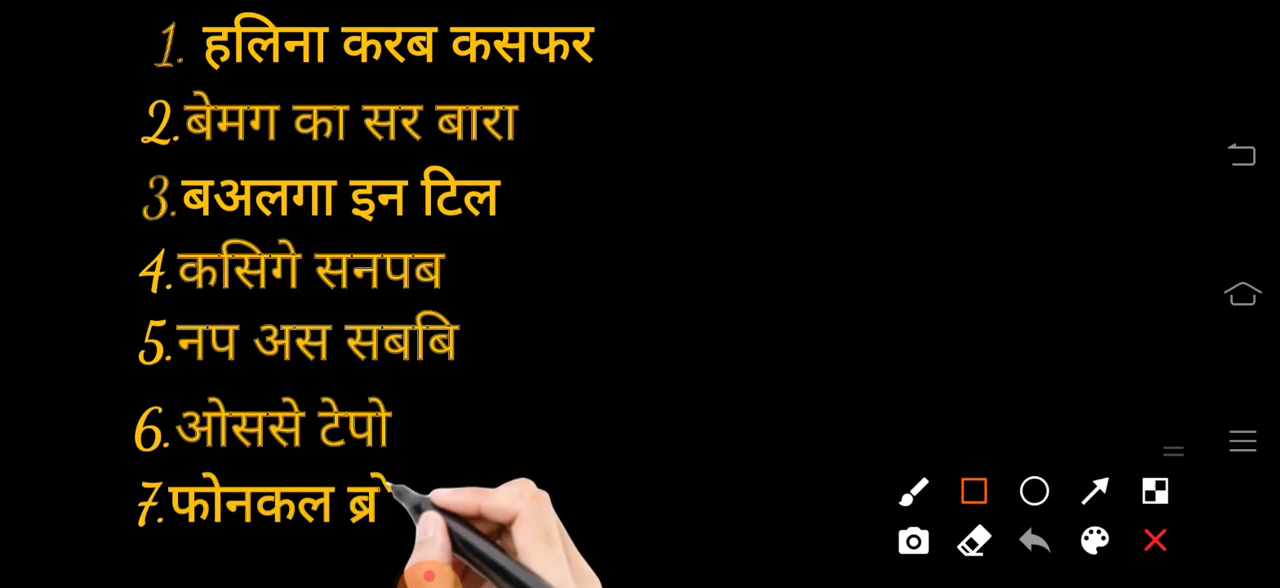 1. हलिना करब कसफर
2.बेमग का सर बारा
3.बअलगा इन टिल
4.कसिगे सनपब
5.नप अस सबबि
6.ओससे टेपो
7.फोनकल ब्रे